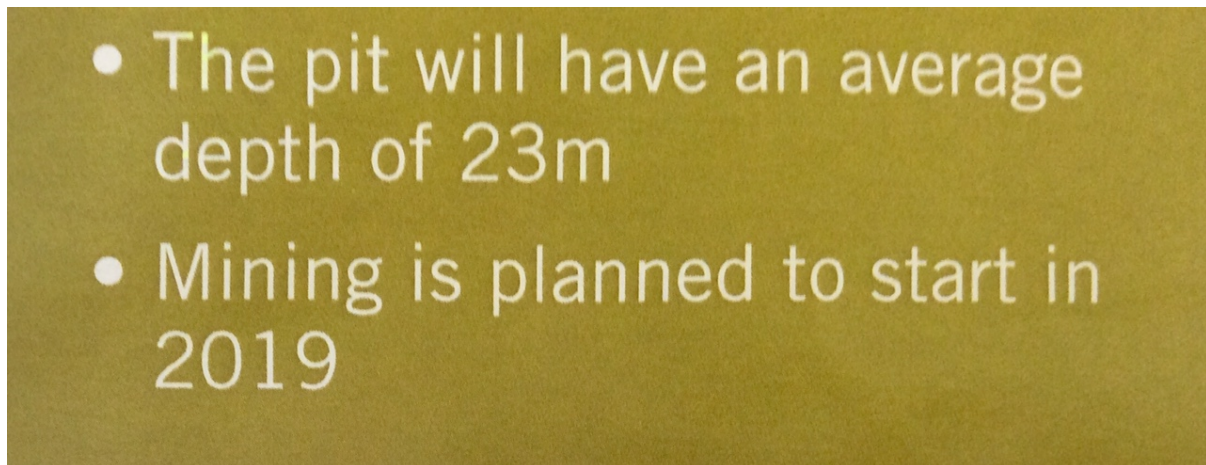 • The pit will have an average
depth of 23m
• Mining is planned to start in
2019